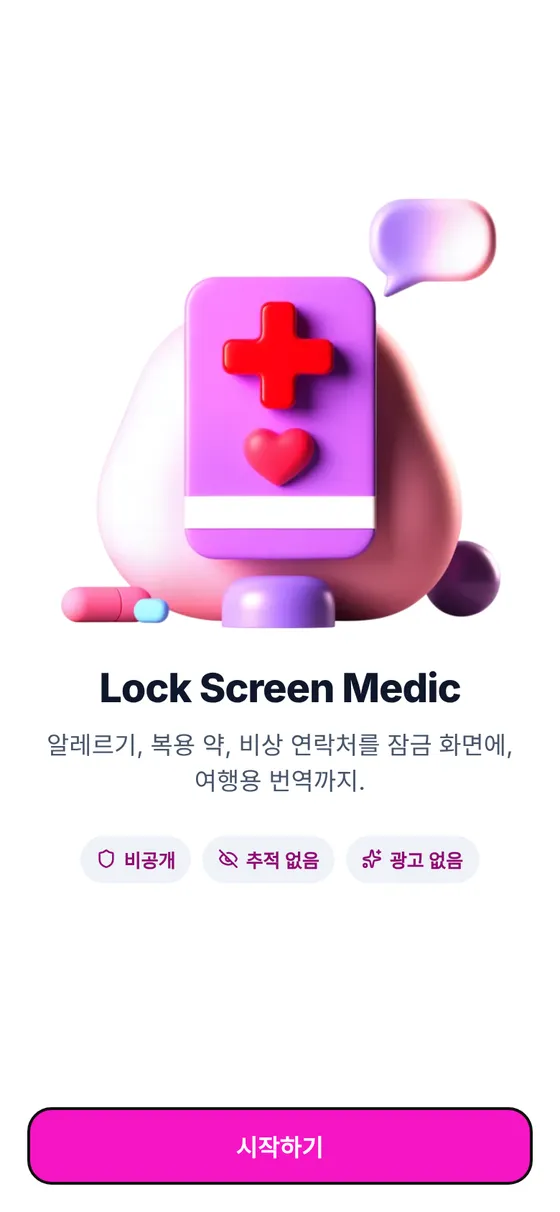 Lock Screen Medic
알레르기, 복용 약, 비상 연락처를 잠금 화면에,
여행용 번역까지.
비공개
추적 없음
광고 없음
시작하기